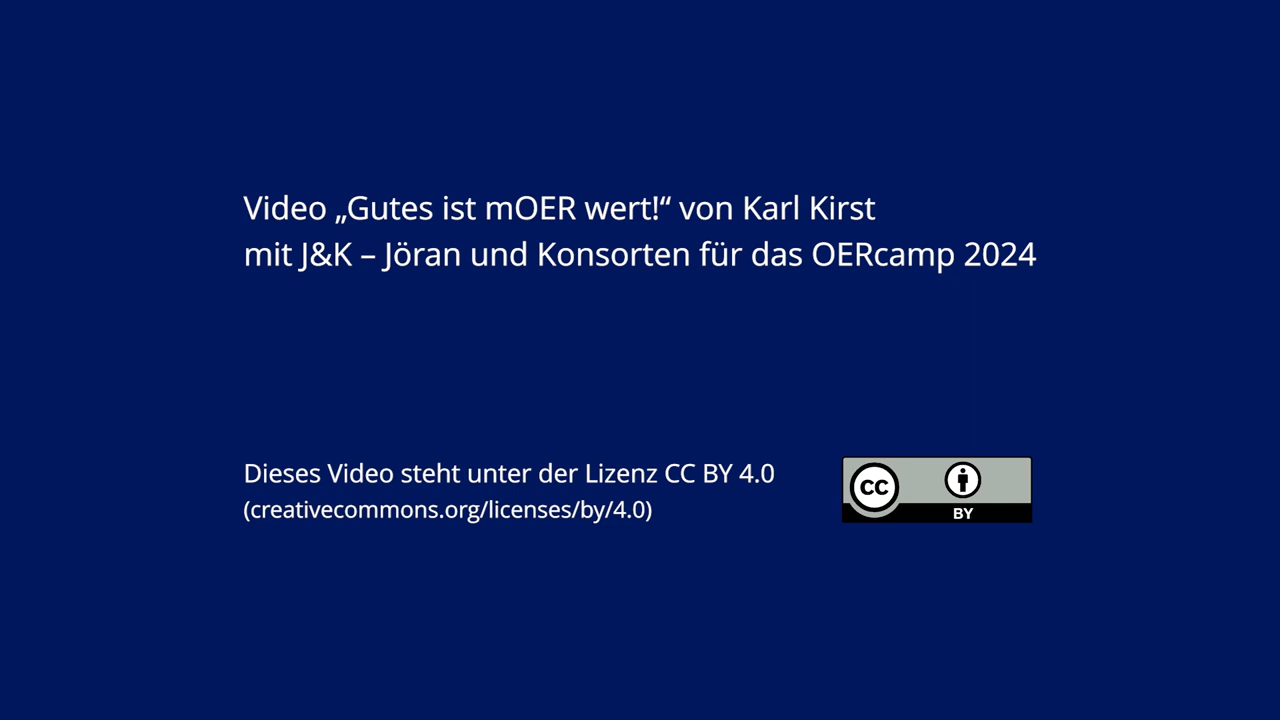 Video „Gutes ist mOER wert!“ von Karl Kirst
mit J&K – Jöran und Konsorten für das OERcamp 2024
Dieses Video steht unter der Lizenz CC BY 4.0
(creativecommons.org/licenses/by/4.0)
CC
BY